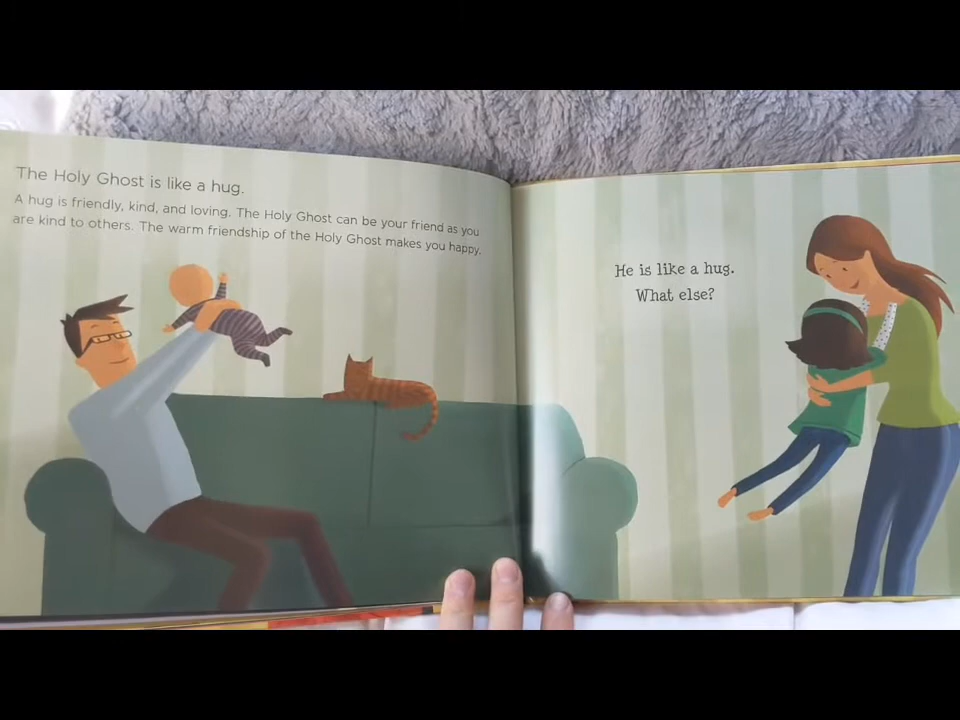 The Holy Ghost is like a hug.
A hug is friendly, kind, and loving. The Holy Ghost can be your friend as you
are kind to others. The warm friendship of the Holy Ghost makes you happy.
He is like a hug.
What else?